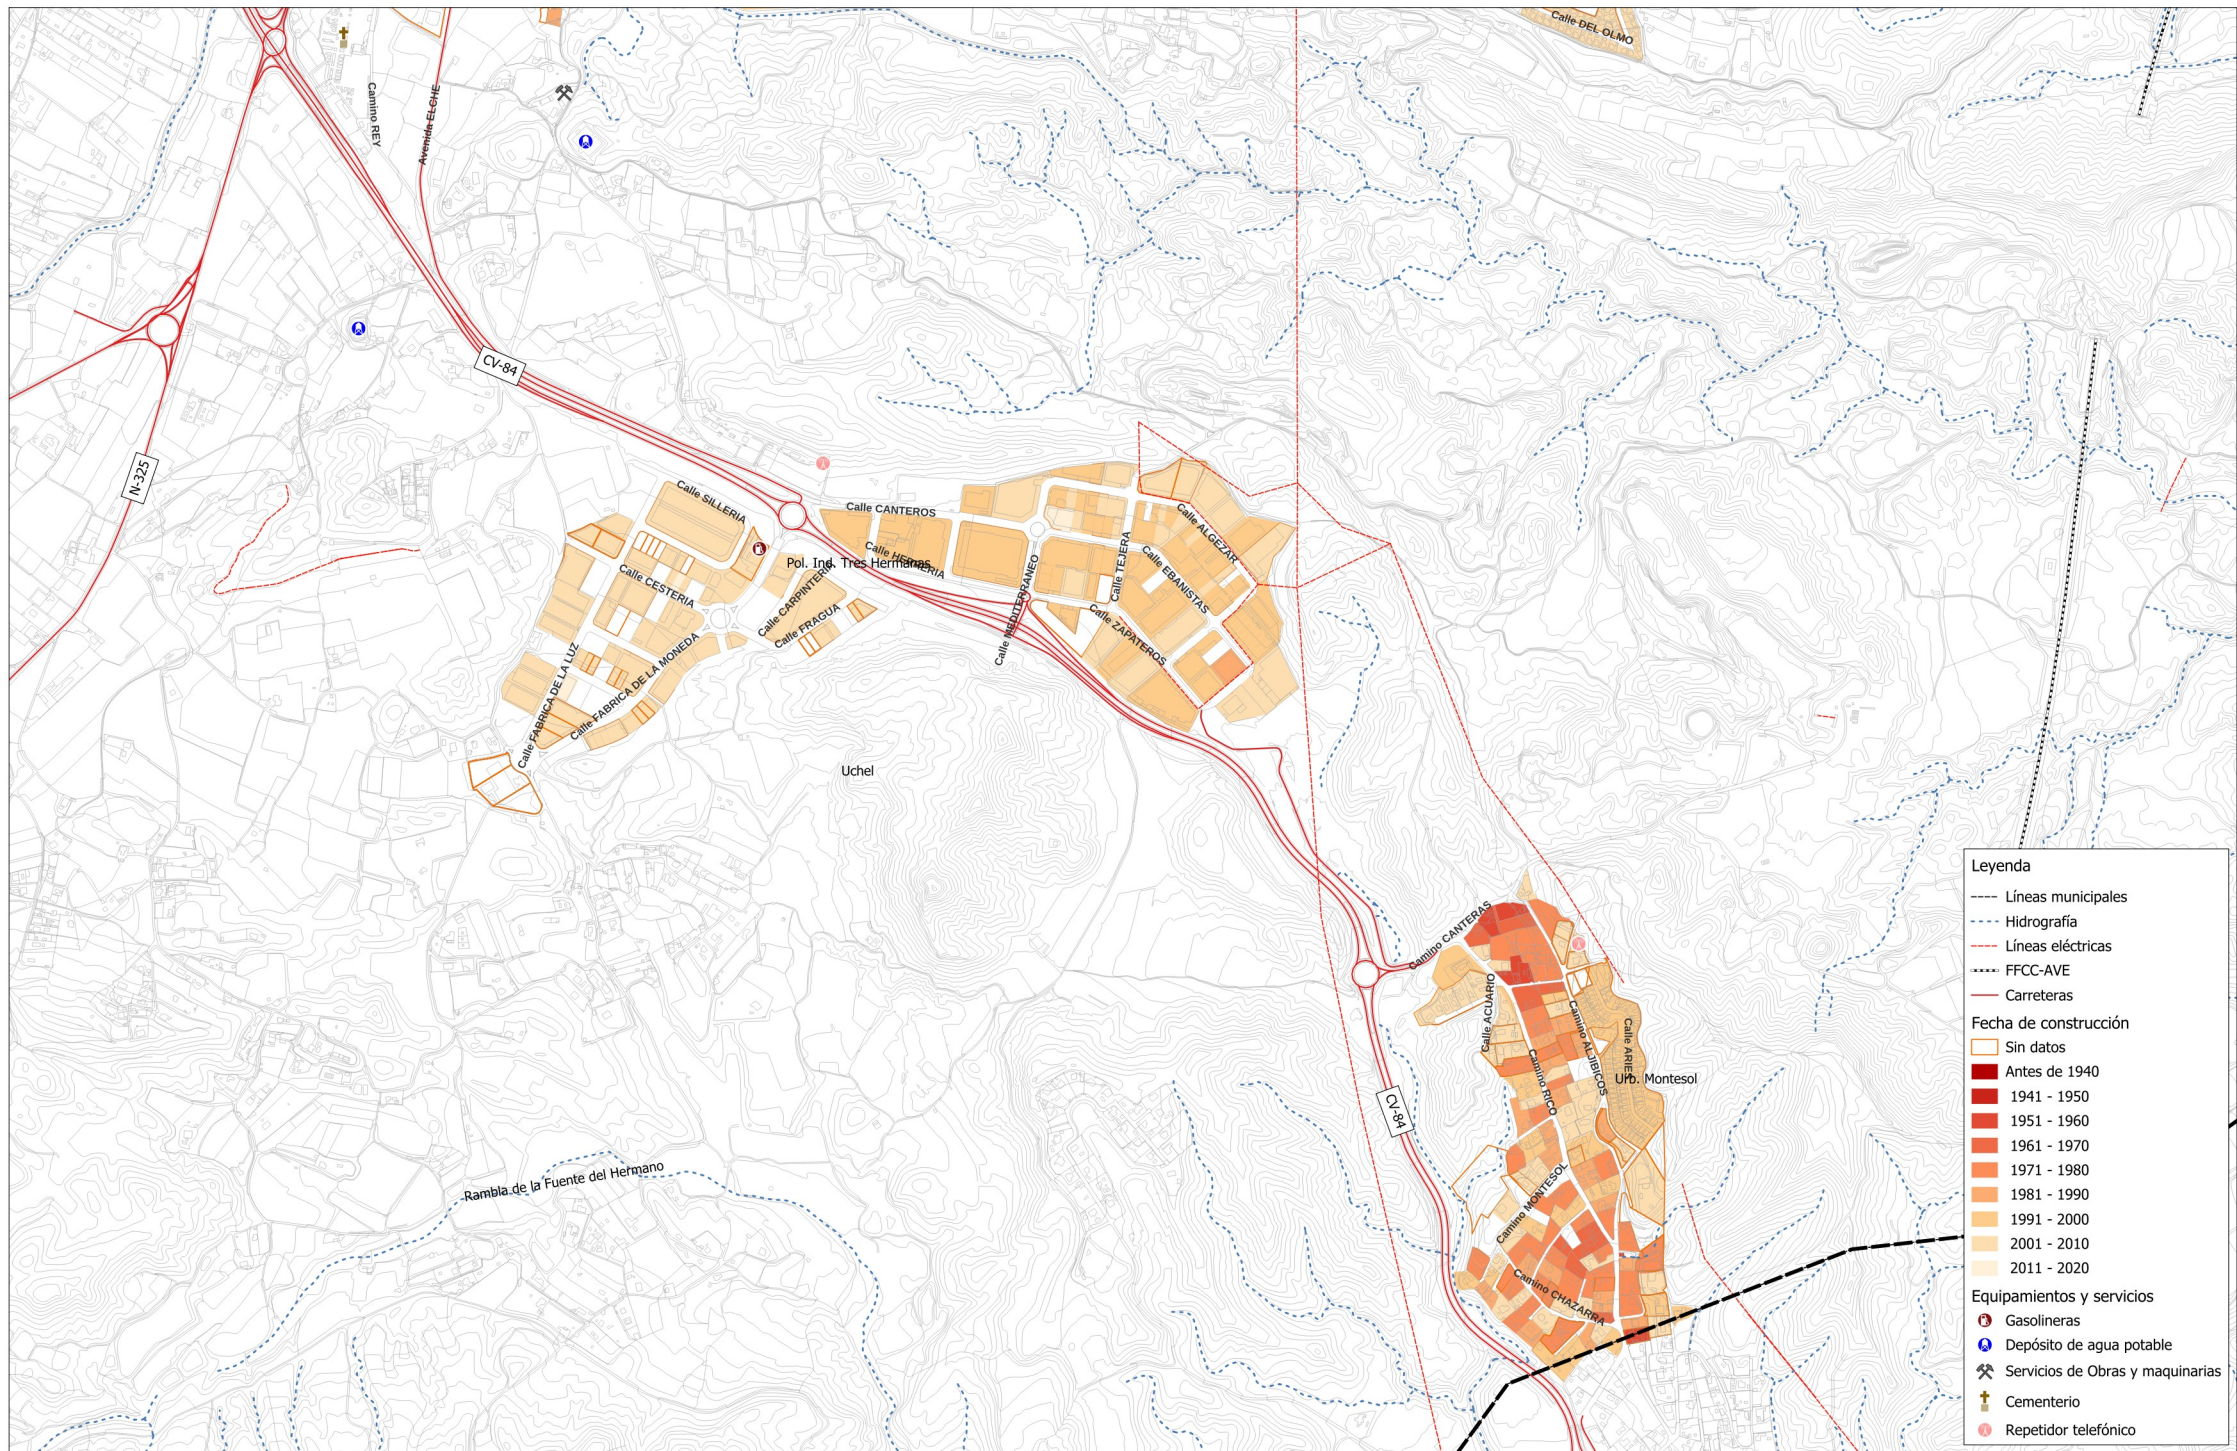 Calle DEL OLMO
Camino REY
Avenida ELCHE
CV-84
N-325
Calle SILLERIA
Calle CANTEROS
Calle HERRERIA
Pol. Ind. Tres Hermanas
Calle CARPINTERIA
Calle FRAGUA
Calle CESTERIA
Calle FABRICA DE LA MONEDA
Calle FABRICA DE LA LUZ
Calle MEDITERRANEO
Calle TEJERA
Calle ALGEZAR
Calle EBANISTAS
Calle ZAPATEROS
Uchel
Camino CANTERAS
Calle ACUARIO
Camino ALJIBICOS
Calle ARIES
Urb. Montesol
Camino RICO
CV-84
Camino MONTESOL
Camino CHAZARRA
Rambla de la Fuente del Hermano
Leyenda
Líneas municipales
Hidrografía
Líneas eléctricas
FFCC-AVE
Carreteras
Fecha de construcción
Sin datos
Antes de 1940
1941 - 1950
1951 - 1960
1961 - 1970
1971 - 1980
1981 - 1990
1991 - 2000
2001 - 2010
2011 - 2020
Equipamientos y servicios
Gasolineras
Depósito de agua potable
Servicios de Obras y maquinarias
Cementerio
Repetidor telefónico